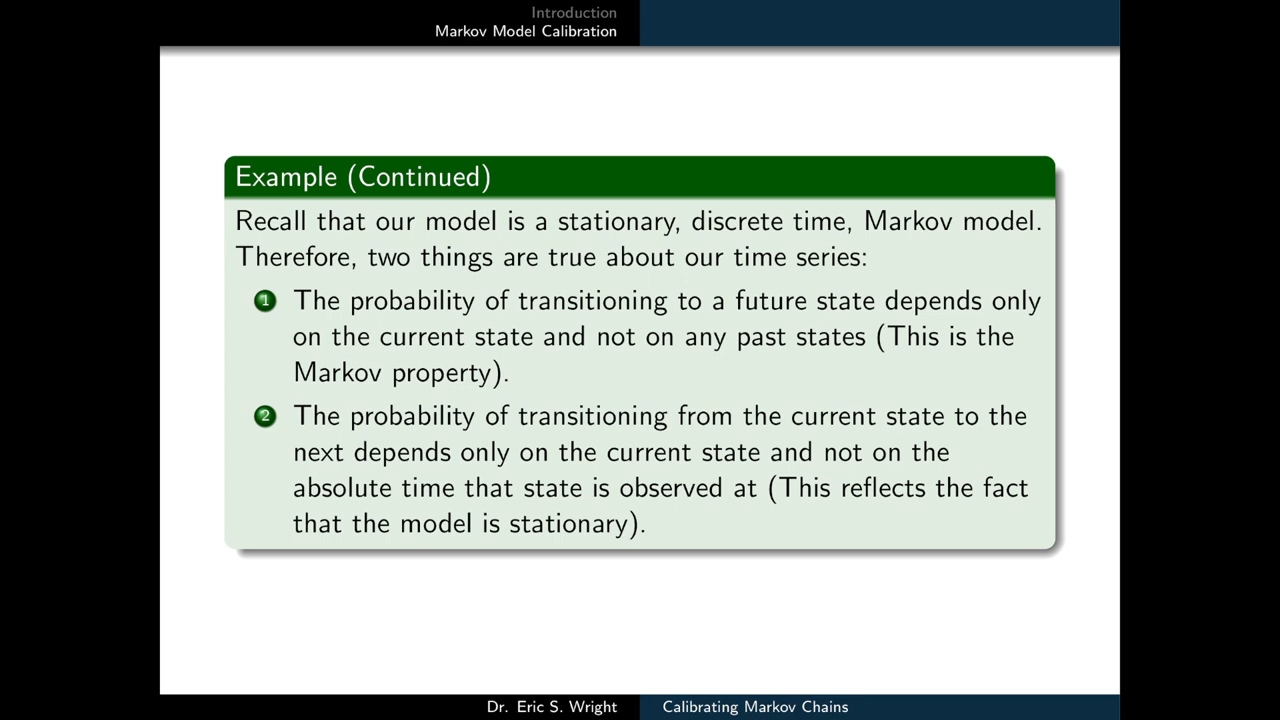 Introduction
Markov Model Calibration
Example (Continued)
Recall that our model is a stationary, discrete time, Markov model.
Therefore, two things are true about our time series:
1 The probability of transitioning to a future state depends only
on the current state and not on any past states (This is the
Markov property).
2 The probability of transitioning from the current state to the
next depends only on the current state and not on the
absolute time that state is observed at (This reflects the fact
that the model is stationary).
Dr. Eric S. Wright
Calibrating Markov Chains